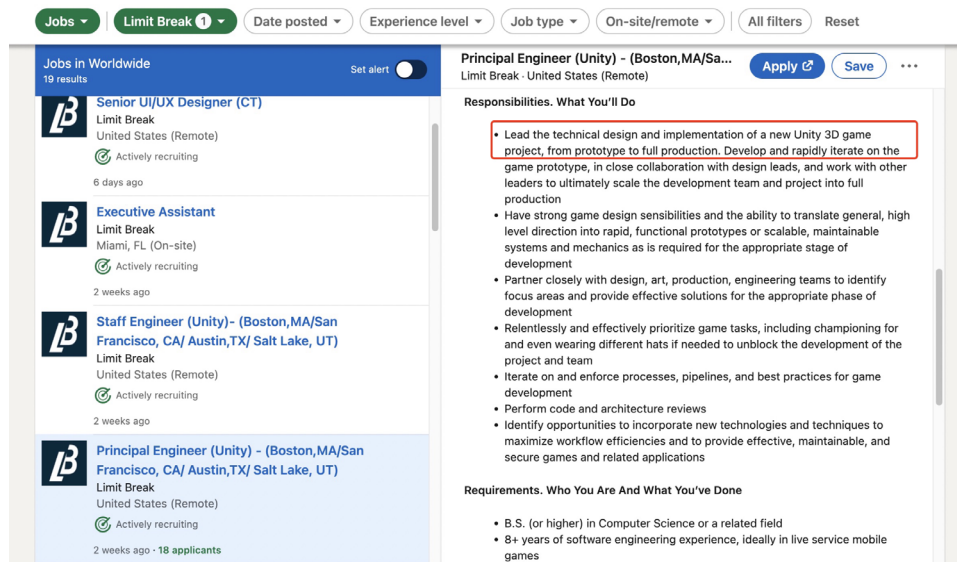 Jobs
Limit Break 1
Date posted
Experience level
Job type
On-site/remote
All filters
Reset
Jobs in Worldwide
19 results
Set alert
Senior UI/UX Designer (CT)
Limit Break
United States (Remote)
Actively recruiting
6 days ago
Executive Assistant
Limit Break
Miami, FL (On-site)
Actively recruiting
2 weeks ago
Staff Engineer (Unity)- (Boston,MA/San
Francisco, CA/ Austin,TX/ Salt Lake, UT)
Limit Break
United States (Remote)
Actively recruiting
2 weeks ago
Principal Engineer (Unity) - (Boston,MA/San
Francisco, CA/ Austin,TX/ Salt Lake, UT)
Limit Break
United States (Remote)
Actively recruiting
2 weeks ago · 18 applicants
Principal Engineer (Unity) - (Boston,MA/Sa...
Limit Break · United States (Remote)
Apply
Save
Responsibilities. What You'll Do
• Lead the technical design and implementation of a new Unity 3D game
project, from prototype to full production. Develop and rapidly iterate on the
game prototype, in close collaboration with design leads, and work with other
leaders to ultimately scale the development team and project into full
production
• Have strong game design sensibilities and the ability to translate general, high
level direction into rapid, functional prototypes or scalable, maintainable
systems and mechanics as is required for the appropriate stage of
development
• Partner closely with design, art, production, engineering teams to identify
focus areas and provide effective solutions for the appropriate phase of
development
• Relentlessly and effectively prioritize game tasks, including championing for
and even wearing different hats if needed to unblock the development of the
project and team
• Iterate on and enforce processes, pipelines, and best practices for game
development
• Perform code and architecture reviews
• Identify opportunities to incorporate new technologies and techniques to
maximize workflow efficiencies and to provide effective, maintainable, and
secure games and related applications
Requirements. Who You Are And What You've Done
• B.S. (or higher) in Computer Science or a related field
• 8+ years of software engineering experience, ideally in live service mobile
games